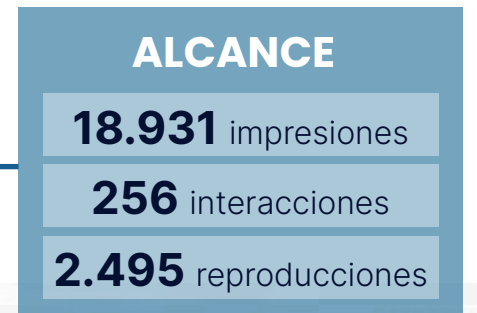 ALCANCE
18.931 impresiones
256 interacciones
2.495 reproducciones